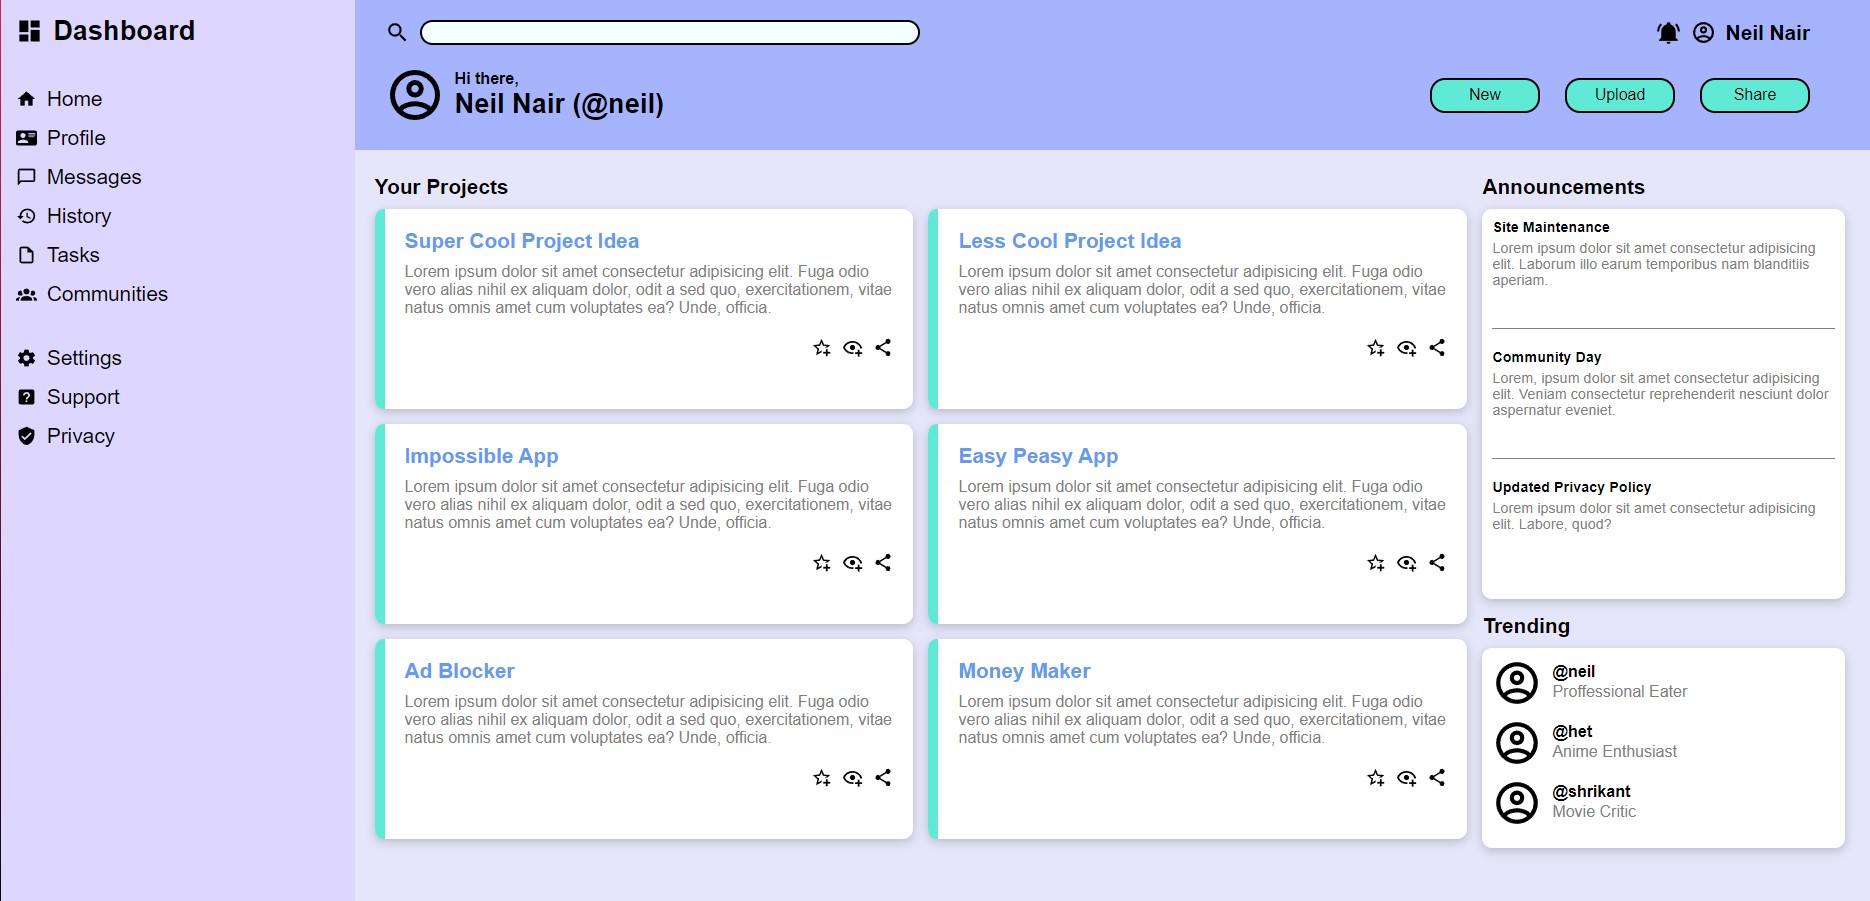 Dashboard
Home
Profile
Messages
History
Tasks
Communities
Settings
Support
Privacy
Neil Nair
Hi there,
Neil Nair (@neil)
New
Upload
Share
Your Projects
Super Cool Project Idea
Lorem ipsum dolor sit amet consectetur adipisicing elit. Fuga odio
vero alias nihil ex aliquam dolor, odit a sed quo, exercitationem, vitae
natus omnis amet cum voluptates ea? Unde, officia.
Less Cool Project Idea
Lorem ipsum dolor sit amet consectetur adipisicing elit. Fuga odio
vero alias nihil ex aliquam dolor, odit a sed quo, exercitationem, vitae
natus omnis amet cum voluptates ea? Unde, officia.
Impossible App
Lorem ipsum dolor sit amet consectetur adipisicing elit. Fuga odio
vero alias nihil ex aliquam dolor, odit a sed quo, exercitationem, vitae
natus omnis amet cum voluptates ea? Unde, officia.
Easy Peasy App
Lorem ipsum dolor sit amet consectetur adipisicing elit. Fuga odio
vero alias nihil ex aliquam dolor, odit a sed quo, exercitationem, vitae
natus omnis amet cum voluptates ea? Unde, officia.
Ad Blocker
Lorem ipsum dolor sit amet consectetur adipisicing elit. Fuga odio
vero alias nihil ex aliquam dolor, odit a sed quo, exercitationem, vitae
natus omnis amet cum voluptates ea? Unde, officia.
Money Maker
Lorem ipsum dolor sit amet consectetur adipisicing elit. Fuga odio
vero alias nihil ex aliquam dolor, odit a sed quo, exercitationem, vitae
natus omnis amet cum voluptates ea? Unde, officia.
Announcements
Site Maintenance
Lorem ipsum dolor sit amet consectetur adipisicing
elit. Laborum illo earum temporibus nam blanditiis
aperiam.
Community Day
Lorem, ipsum dolor sit amet consectetur adipisicing
elit. Veniam consectetur reprehenderit nesciunt dolor
aspernatur eveniet.
Updated Privacy Policy
Lorem ipsum dolor sit amet consectetur adipisicing
elit. Labore, quod?
Trending
@neil
Proffessional Eater
@het
Anime Enthusiast
@shrikant
Movie Critic